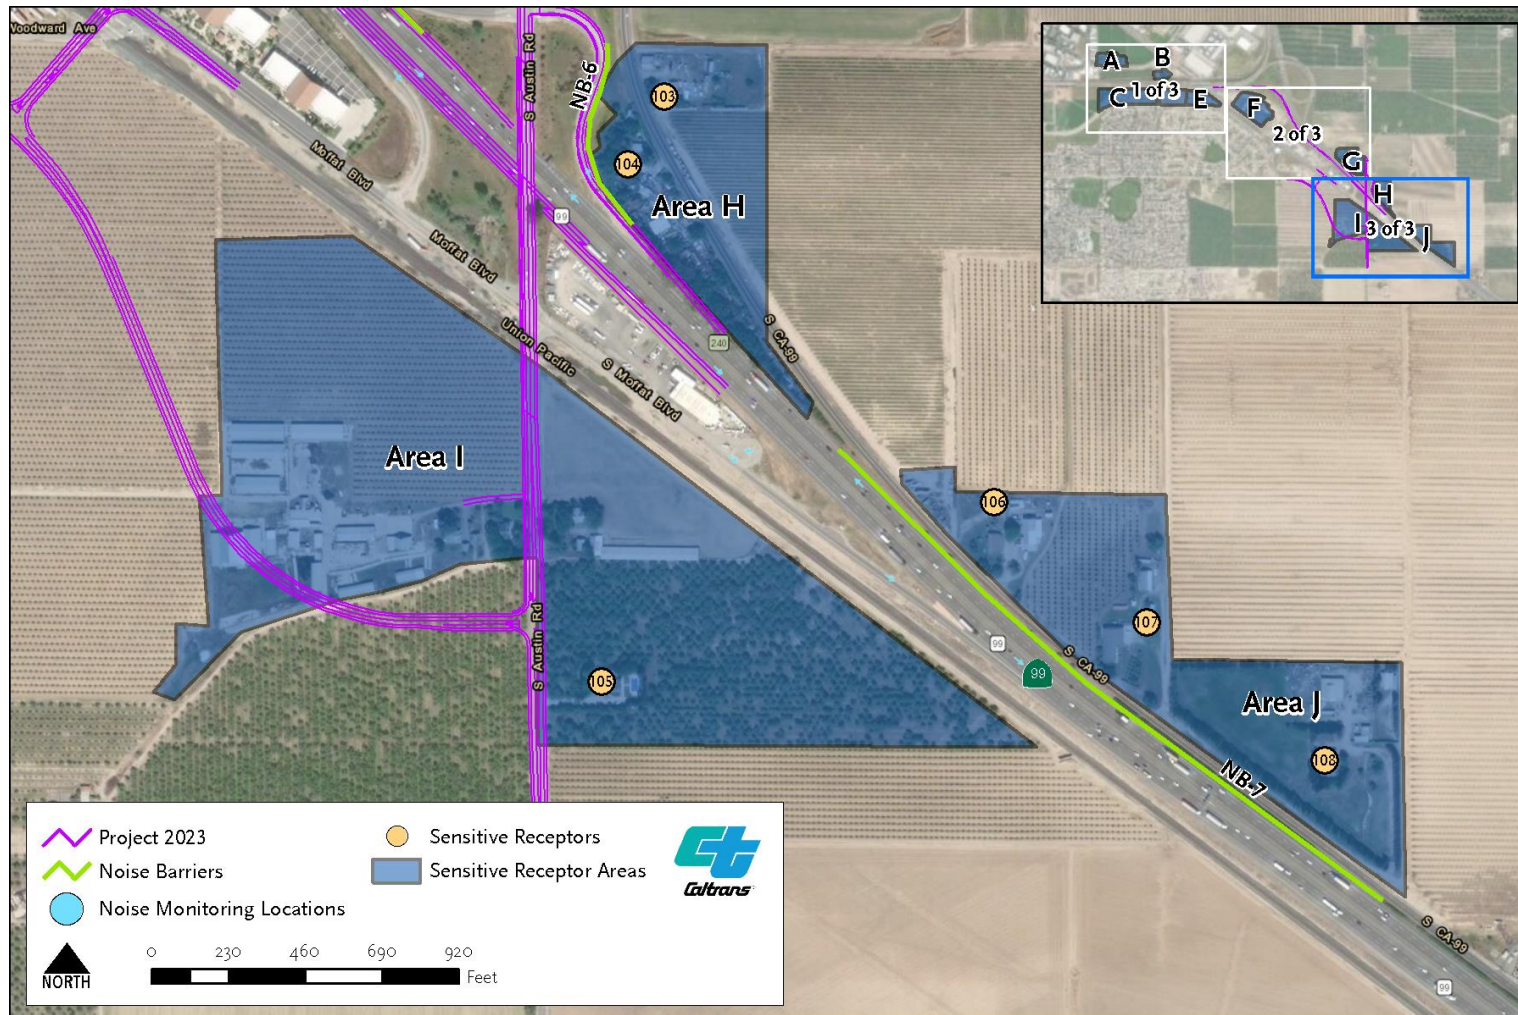 Woodward Ave
S Austin Rd
NB-6
103
104
Area H
Moffat Blvd
99
Moffat Blvd
Union Pacific
S Moffat Blvd
240
S CA-99
Area I
S Austin Rd
105
106
107
99
99
S CA-99
Area J
108
NB-7
S CA-99
99
A
B
C
1 of 3
E
F
2 of 3
G
H
I
3 of 3
J
Project 2023
Noise Barriers
Noise Monitoring Locations
Sensitive Receptors
Sensitive Receptor Areas
Ct
Caltrans
NORTH
0 230 460 690 920
Feet